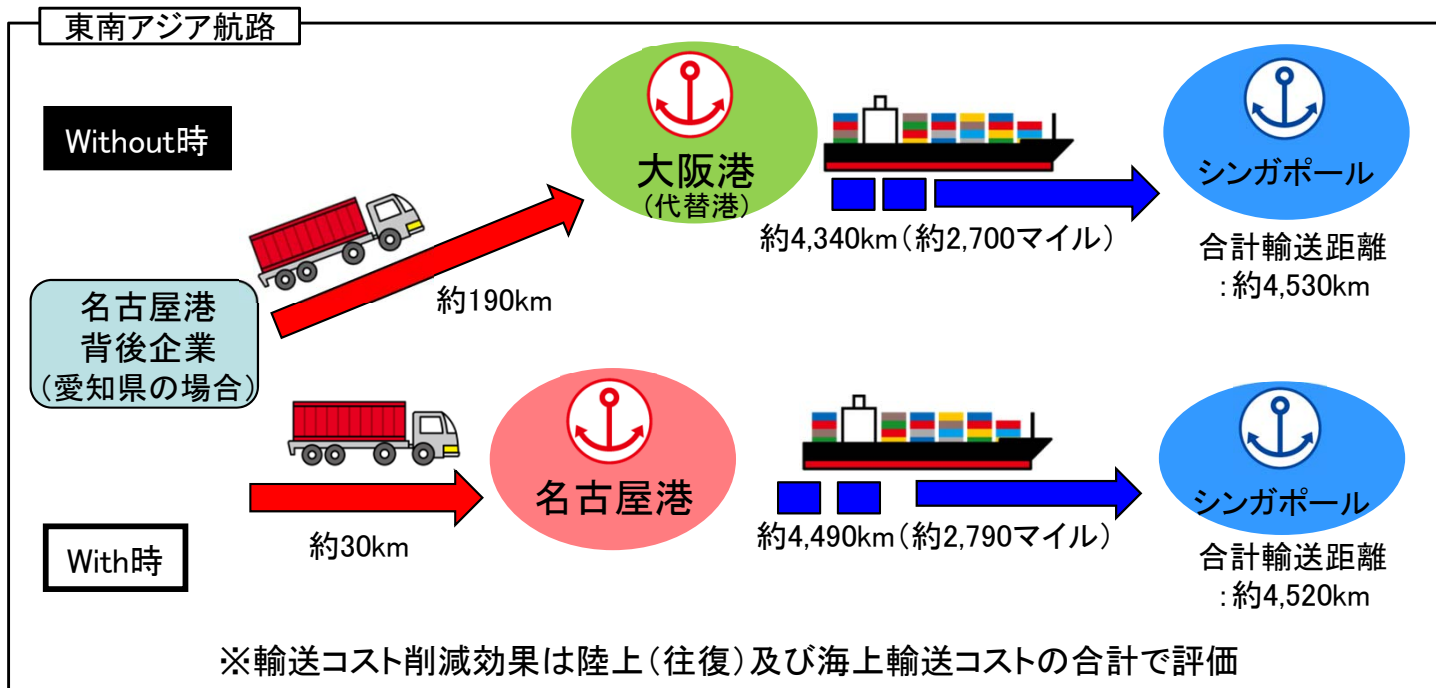 東南アジア航路
Without時
大阪港
(代替港)
シンガポール
約4,340km(約2,700マイル)
合計輸送距離
:約4,530km
約190km
名古屋港
背後企業
(愛知県の場合)
名古屋港
シンガポール
約30km
約4,490km(約2,790マイル)
With時
合計輸送距離
:約4,520km
※輸送コスト削減効果は陸上(往復)及び海上輸送コストの合計で評価